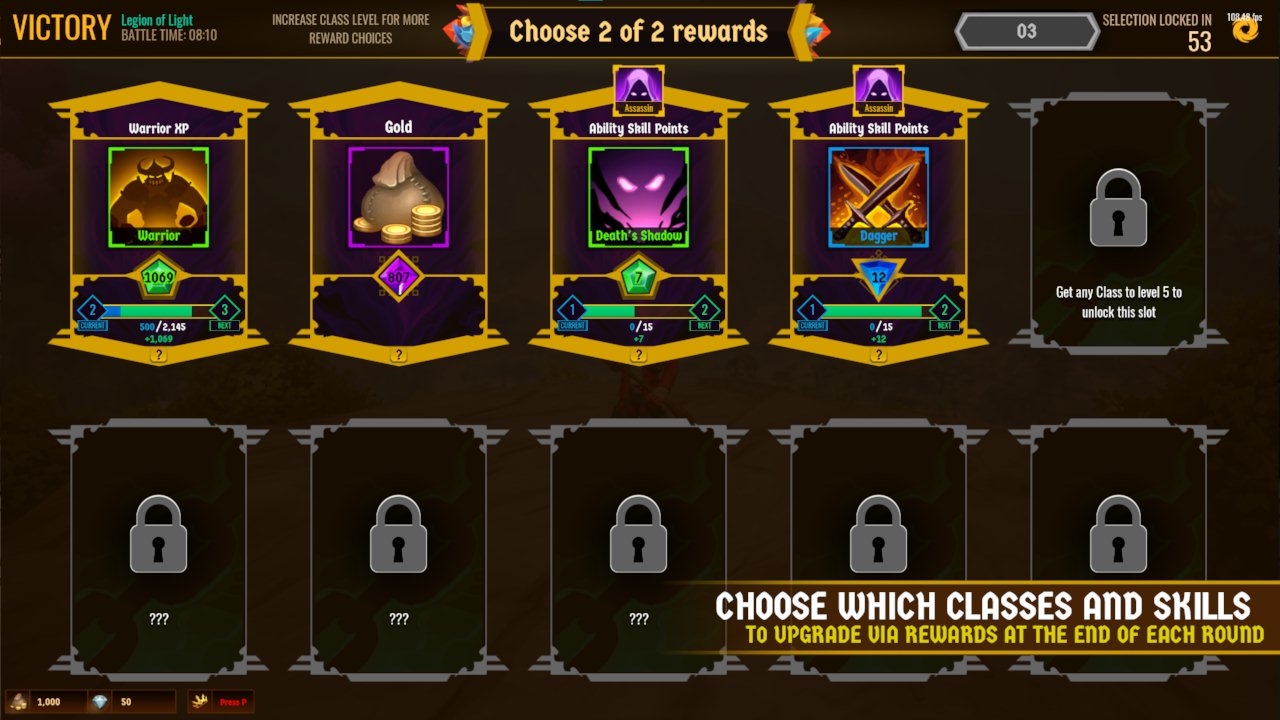 VICTORY
Legion of Light
BATTLE TIME: 08:10
INCREASE CLASS LEVEL FOR MORE
REWARD CHOICES
Choose 2 of 2 rewards
03
SELECTION LOCKED IN
53
108.48 fps
Warrior XP
Warrior
1069
2
CURRENT
3
NEXT
500/2,145
+1,069
?
Gold
807
?
Assassin
Ability Skill Points
Death's Shadow
7
1
CURRENT
2
NEXT
0/15
+7
?
Assassin
Ability Skill Points
Dagger
12
1
CURRENT
2
NEXT
0/15
+12
?
Get any Class to level 5 to
unlock this slot
???
???
???
CHOOSE WHICH CLASSES AND SKILLS
TO UPGRADE VIA REWARDS AT THE END OF EACH ROUND
1,000
50
Press P